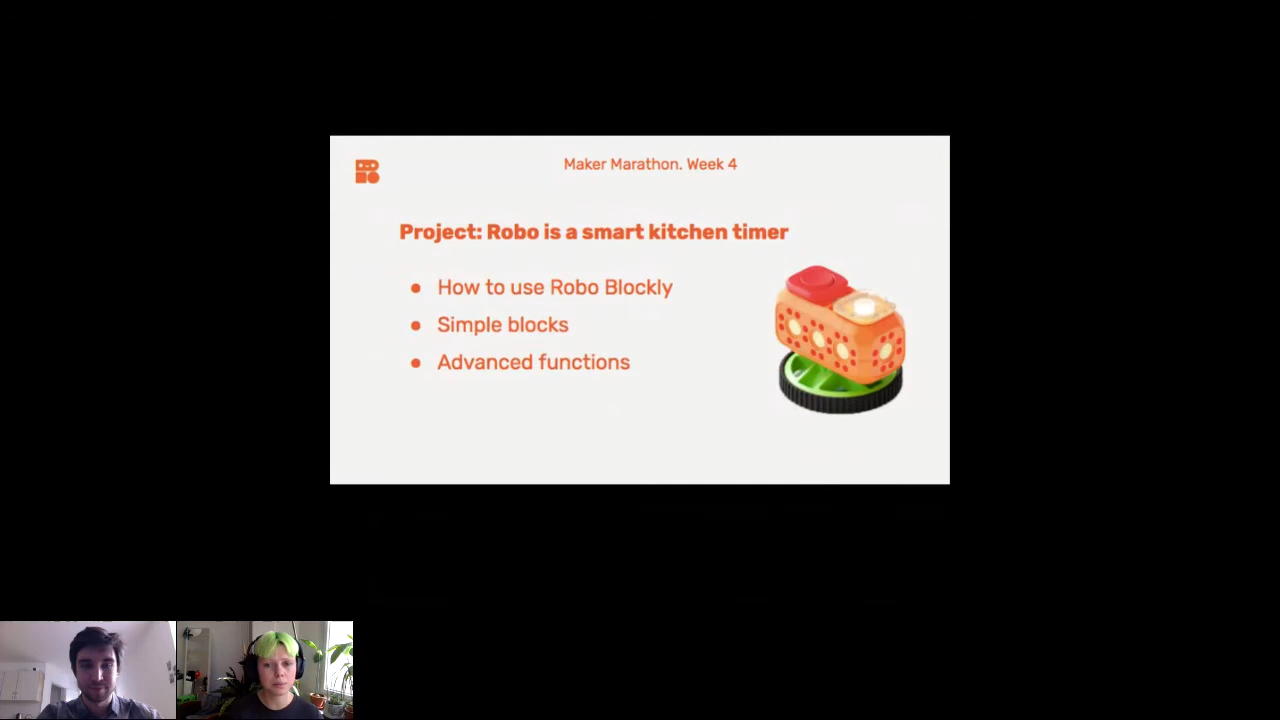 Maker Marathon. Week 4
Project: Robo is a smart kitchen timer
• How to use Robo Blockly
• Simple blocks
• Advanced functions